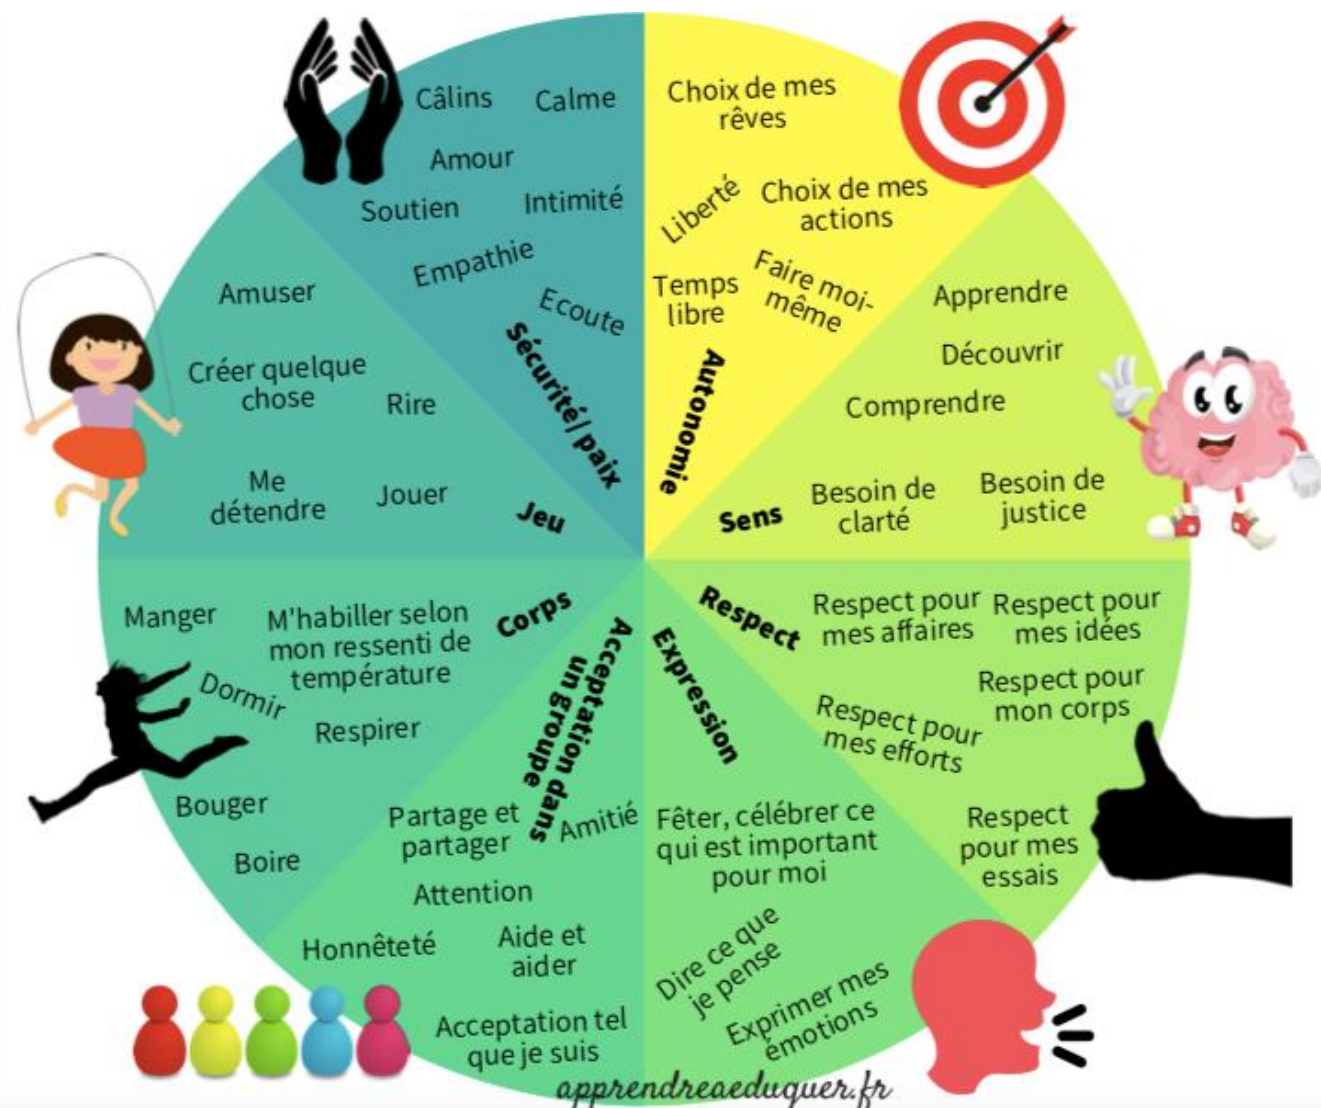 Câlins
Calme
Amour
Soutien
Intimité
Empathie
Ecoute
Sécurité/ paix
Choix de mes
rêves
Liberté
Choix de mes
actions
Temps
libre
Faire moi-
même
Autonomie
Apprendre
Découvrir
Comprendre
Besoin de
clarté
Besoin de
justice
Sens
Respect
Respect pour
mes affaires
Respect pour
mes idées
Respect pour
mon corps
Respect pour
mes efforts
Respect
pour mes
essais
Expression
Fêter, célébrer ce
qui est important
pour moi
Dire ce que
je pense
Exprimer mes
émotions
Acceptation dans
un groupe
Amitié
Partage et
partager
Attention
Honnêteté
Aide et
aider
Acceptation tel
que je suis
Corps
Manger
M'habiller selon
mon ressenti de
température
Dormir
Respirer
Bouger
Boire
Jeu
Amuser
Créer quelque
chose
Rire
Me
détendre
Jouer
apprendreaeduquer.fr